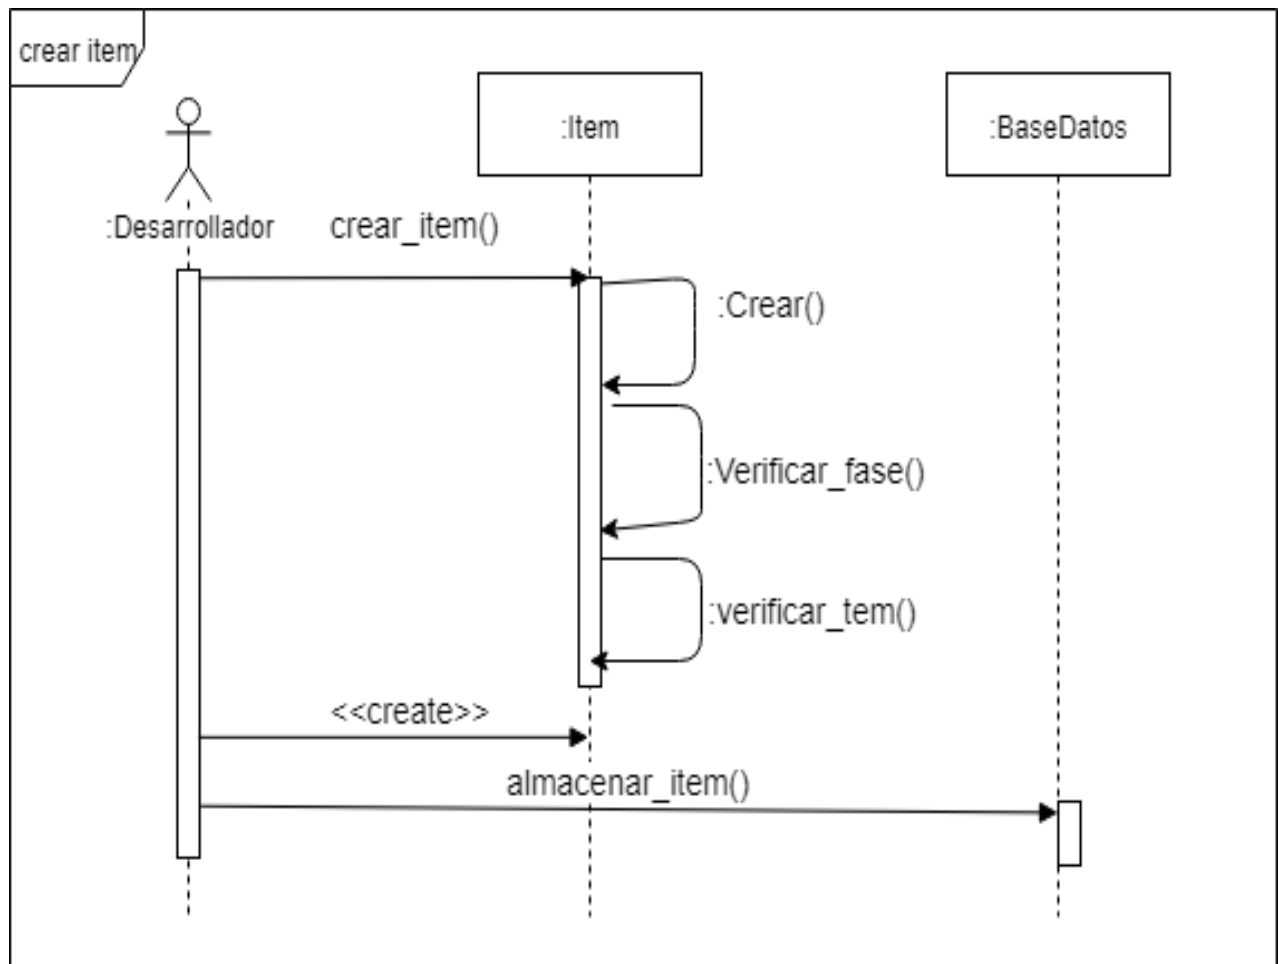 crear item
:Item
:BaseDatos
:Desarrollador
crear_item()
:Crear()
:Verificar_fase()
:verificar_tem()
<<create>>
almacenar_item()